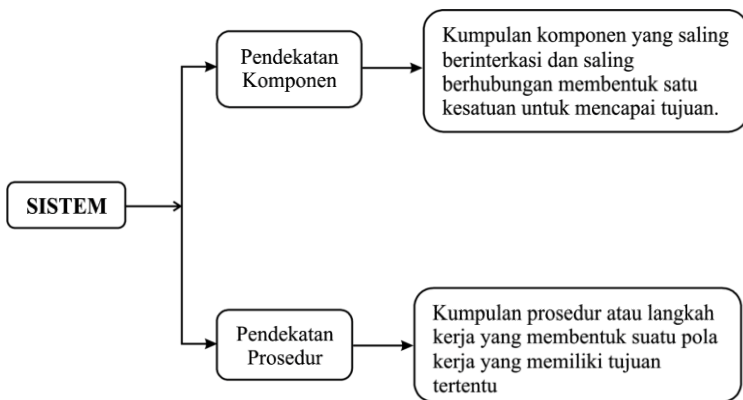 SISTEM
Pendekatan
Komponen
Kumpulan komponen yang saling
berinterkasi dan saling
berhubungan membentuk satu
kesatuan untuk mencapai tujuan.
Pendekatan
Prosedur
Kumpulan prosedur atau langkah
kerja yang membentuk suatu pola
kerja yang memiliki tujuan
tertentu